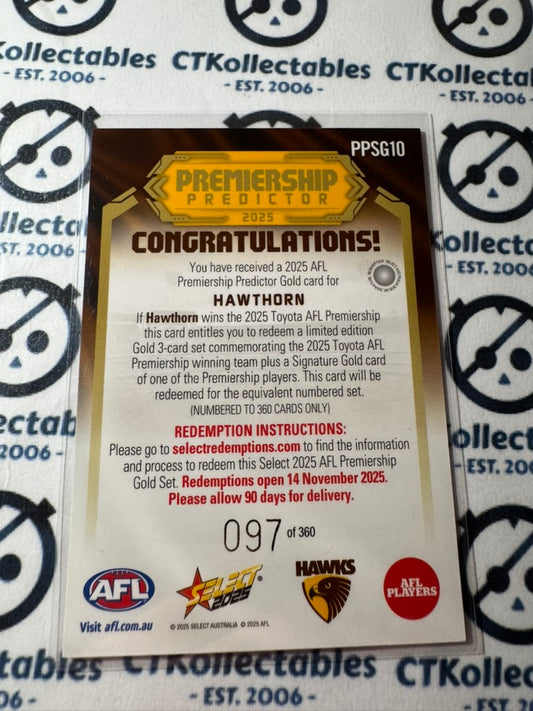 CTKollectables
- EST. 2006 -
CTKollectables
- EST. 2006 -
PPSG10
PREMIERSHIP
PREDICTOR
2025
CONGRATULATIONS!
You have received a 2025 AFL
Premiership Predictor Gold card for
HAWTHORN
If Hawthorn wins the 2025 Toyota AFL Premiership
this card entitles you to redeem a limited edition
Gold 3-card set commemorating the 2025 Toyota AFL
Premiership winning team plus a Signature Gold card
of one of the Premiership players. This card will be
redeemed for the equivalent numbered set.
(NUMBERED TO 360 CARDS ONLY)
REDEMPTION INSTRUCTIONS:
Please go to selectredemptions.com to find the information
and process to redeem this Select 2025 AFL Premiership
Gold Set. Redemptions open 14 November 2025.
Please allow 90 days for delivery.
097 of 360
AFL
SELECT
2025
HAWKS
AFL
PLAYERS
Visit afl.com.au
© 2025 SELECT AUSTRALIA © 2025 AFL
CTKollectables
- EST. 2006 -